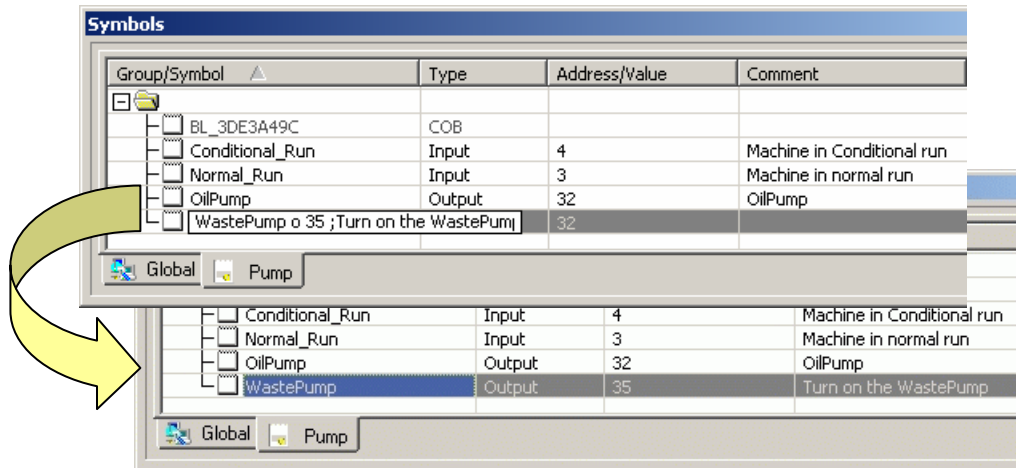 Symbols
Group/Symbol Type Address/Value Comment
BL_3DE3A49C COB
Conditional_Run Input 4 Machine in Conditional run
Normal_Run Input 3 Machine in normal run
OilPump Output 32 OilPump
WastePump o 35 ;Turn on the WastePump 32
Global Pump
Conditional_Run Input 4 Machine in Conditional run
Normal_Run Input 3 Machine in normal run
OilPump Output 32 OilPump
WastePump Output 35 Turn on the WastePump
Global Pump